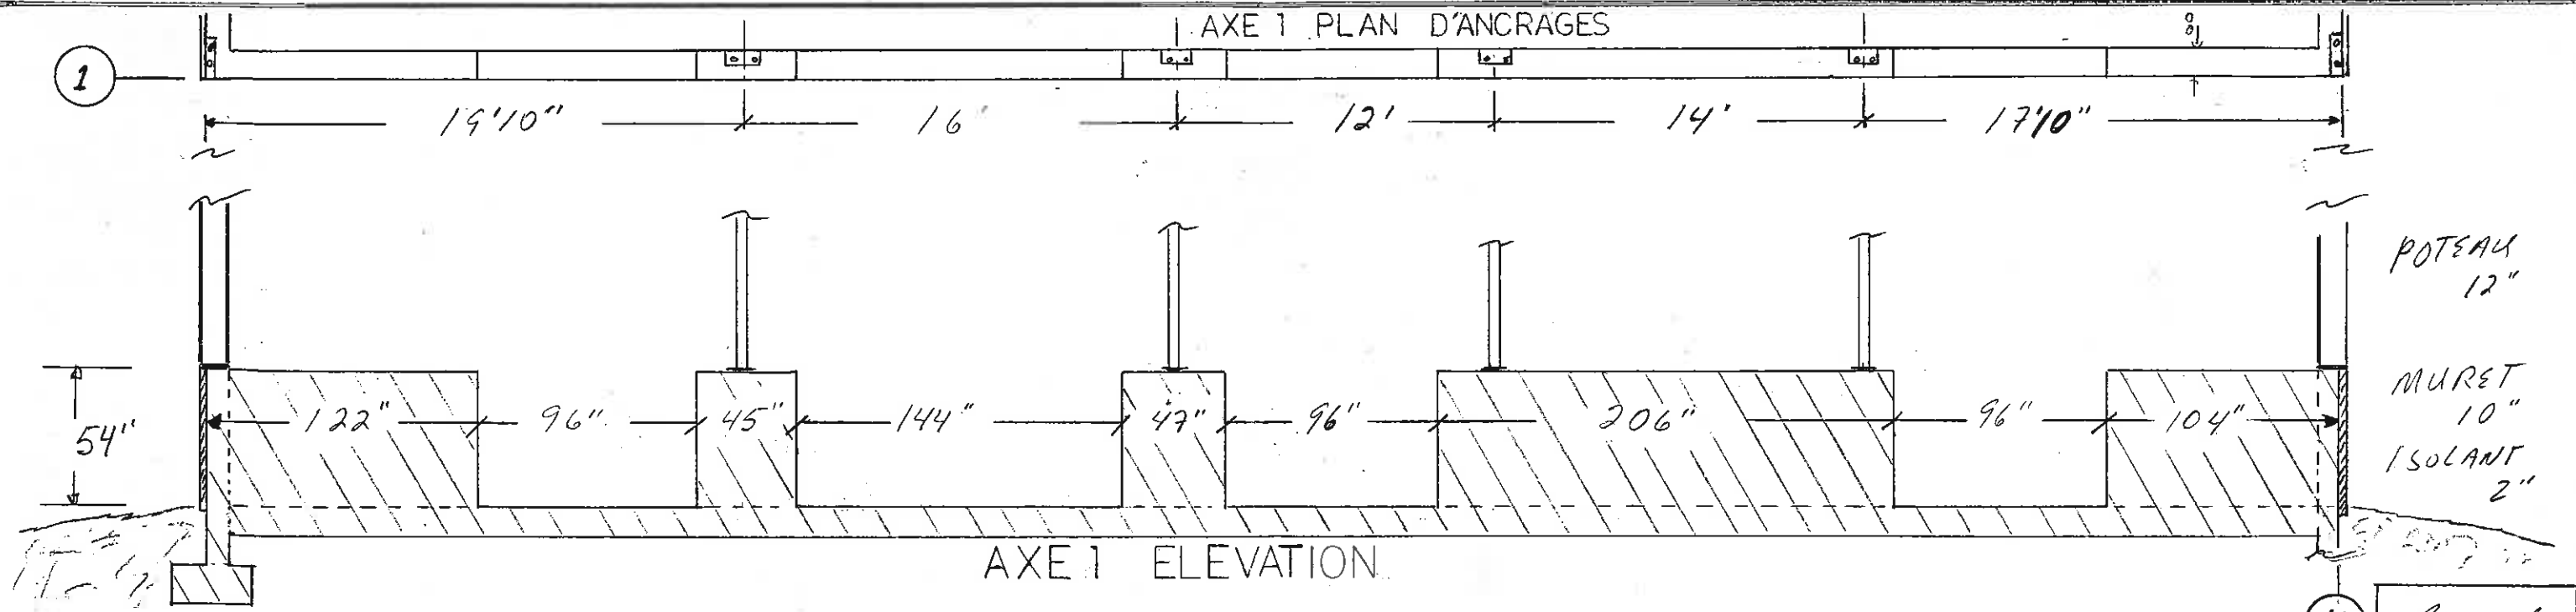 AXE 1 PLAN D'ANCRAGES
8"
1
19'10" 16' 12' 14' 17'10"
POTEAU
12"
54"
122" 96" 45" 144" 47" 96" 206" 96" 104"
MURET
10"
ISOLANT
2"
AXE 1 ELEVATION